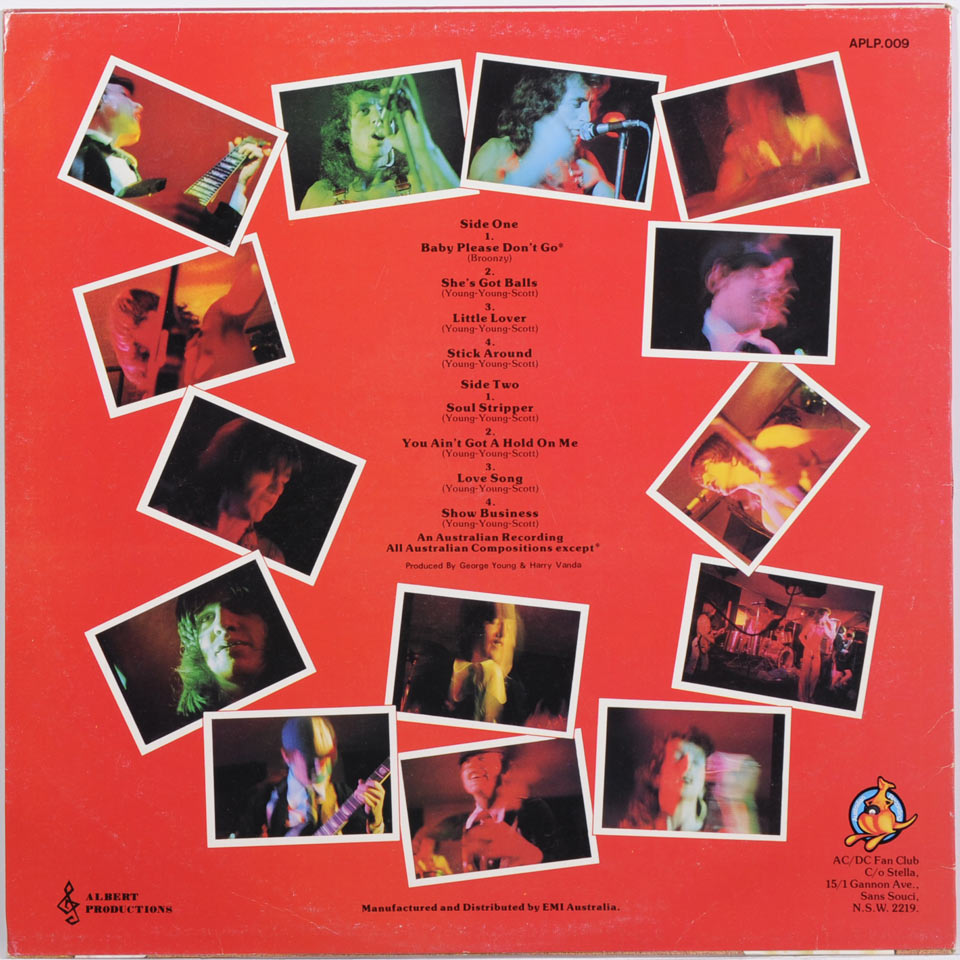 APLP.009
Side One
1.
Baby Please Don't Go*
(Broonzy)
2.
She's Got Balls
(Young-Young-Scott)
3.
Little Lover
(Young-Young-Scott)
4.
Stick Around
(Young-Young-Scott)
Side Two
1.
Soul Stripper
(Young-Young-Scott)
2.
You Ain't Got A Hold On Me
(Young-Young-Scott)
3.
Love Song
(Young-Young-Scott)
4.
Show Business
(Young-Young-Scott)
An Australian Recording
All Australian Compositions except*
Produced By George Young & Harry Vanda
AC/DC Fan Club
C/o Stella,
15/1 Gannon Ave.,
Sans Souci,
N.S.W. 2219.
ALBERT
PRODUCTIONS
Manufactured and Distributed by EMI Australia.